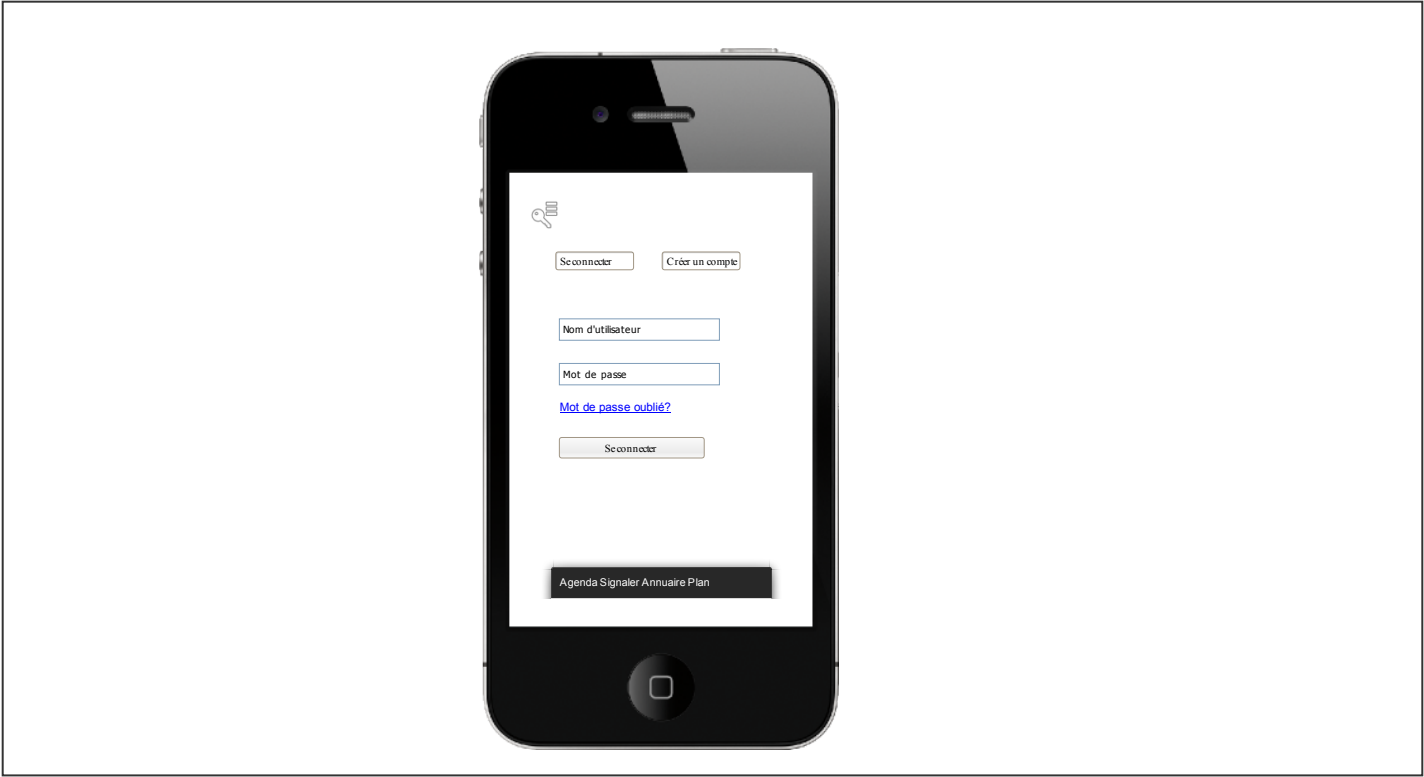 Se connecter
Créer un compte
Nom d'utilisateur
Mot de passe
Mot de passe oublié?
Se connecter
Agenda Signaler Annuaire Plan